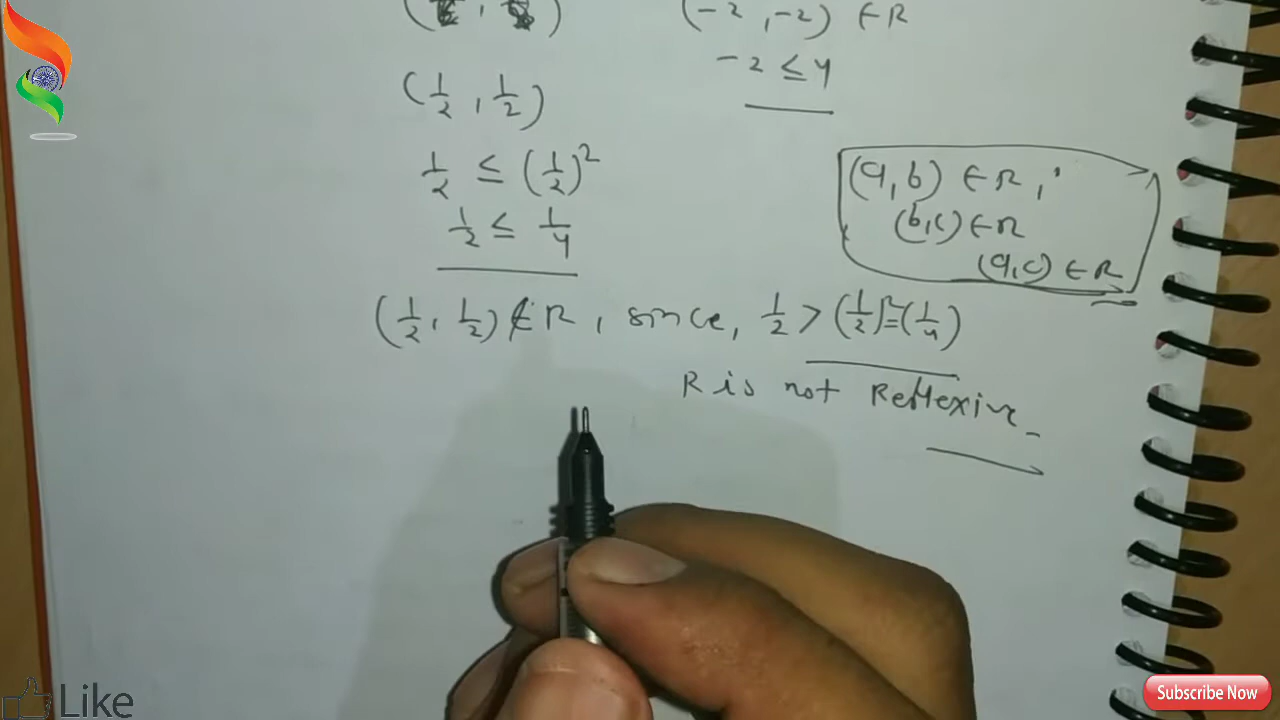 (-2, -2) ∈ R
-2 ≤ 4
(1/2, 1/2)
1/2 ≤ (1/2)²
1/2 ≤ 1/4
(a, b) ∈ R,
(b, c) ∈ R
(a, c) ∈ R
(1/2, 1/2) ∉ R, since, 1/2 > (1/2)² = (1/4)
R is not Reflexive
Like
Subscribe Now